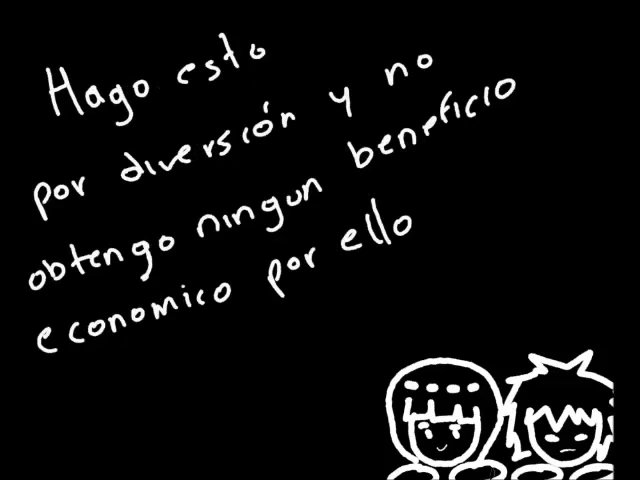 Hago esto
por diversión y no
obtengo ningun beneficio
economico por ello